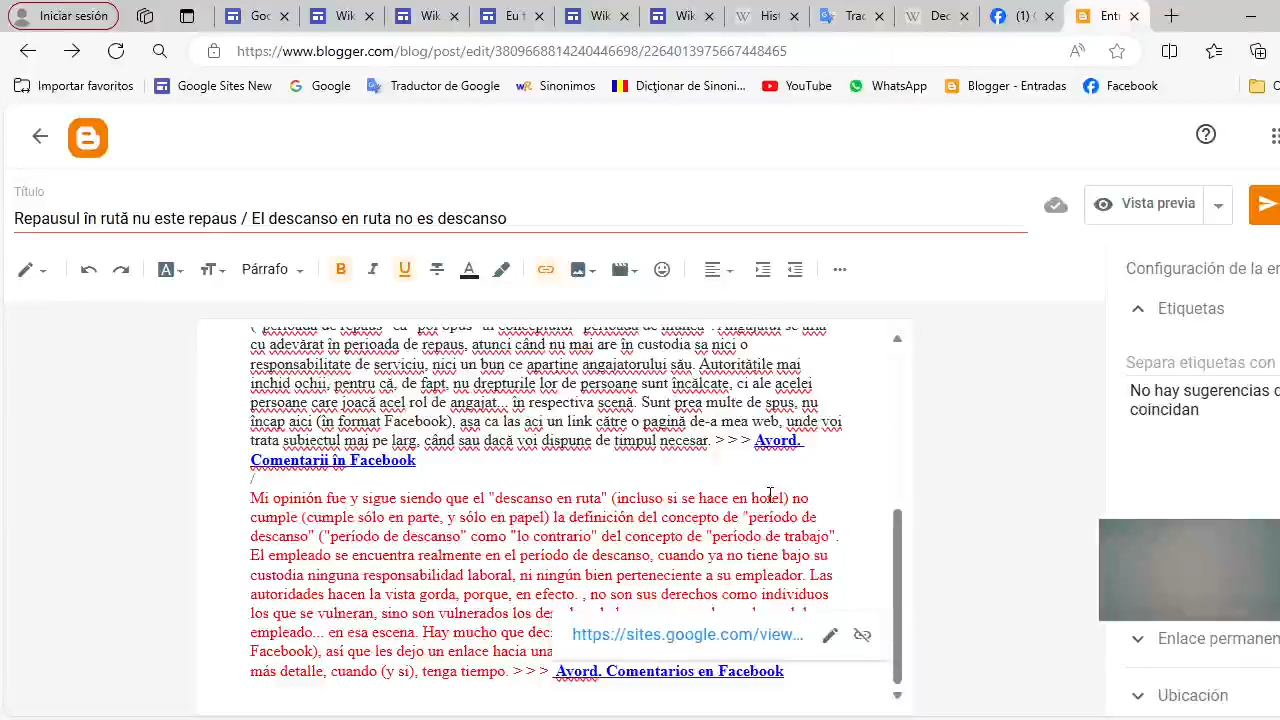 Iniciar sesión
Goc
Wik
Wik
Eu f
Wik
Wik
Hist
Trac
Dec
(1) (
Entr
https://www.blogger.com/blog/post/edit/3809668814240446698/2264013975667448465
Importar favoritos
Google Sites New
Google
Traductor de Google
Sinonimos
Dicționar de Sinoni...
YouTube
WhatsApp
Blogger - Entradas
Facebook
Título
Repausul în rută nu este repaus / El descanso en ruta no es descanso
Vista previa
Párrafo
Configuración de la en
Etiquetas
Separa etiquetas con
No hay sugerencias q
coincidan
cu adevărat în perioada de repaus, atunci când nu mai are în custodia sa nici o
responsabilitate de serviciu, nici un bun ce aparține angajatorului său. Autoritățile mai
inchid ochii, pentru că, de fapt, nu drepturile lor de persoane sunt încălcate, ci ale acelei
persoane care joacă acel rol de angajat... în respectiva scenă. Sunt prea multe de spus, nu
încap aici (în format Facebook), asa ca las aci un link către o pagină de-a mea web, unde voi
trata subiectul mai pe larg, când sau dacă voi dispune de timpul necesar. > > > Avord.
Comentarii în Facebook
/
Mi opinión fue y sigue siendo que el "descanso en ruta" (incluso si se hace en hotel) no
cumple (cumple sólo en parte, y sólo en papel) la definición del concepto de "período de
descanso" ("período de descanso" como "lo contrario" del concepto de "período de trabajo".
El empleado se encuentra realmente en el período de descanso, cuando ya no tiene bajo su
custodia ninguna responsabilidad laboral, ni ningún bien perteneciente a su empleador. Las
autoridades hacen la vista gorda, porque, en efecto. , no son sus derechos como individuos
los que se vulneran, sino son vulnerados los
empleado... en esa escena. Hay mucho que
Facebook), así que les dejo un enlace hacia
más detalle, cuando (y si), tenga tiempo. > > > Avord. Comentarios en Facebook
https://sites.google.com/view...
Enlace permanen
Ubicación